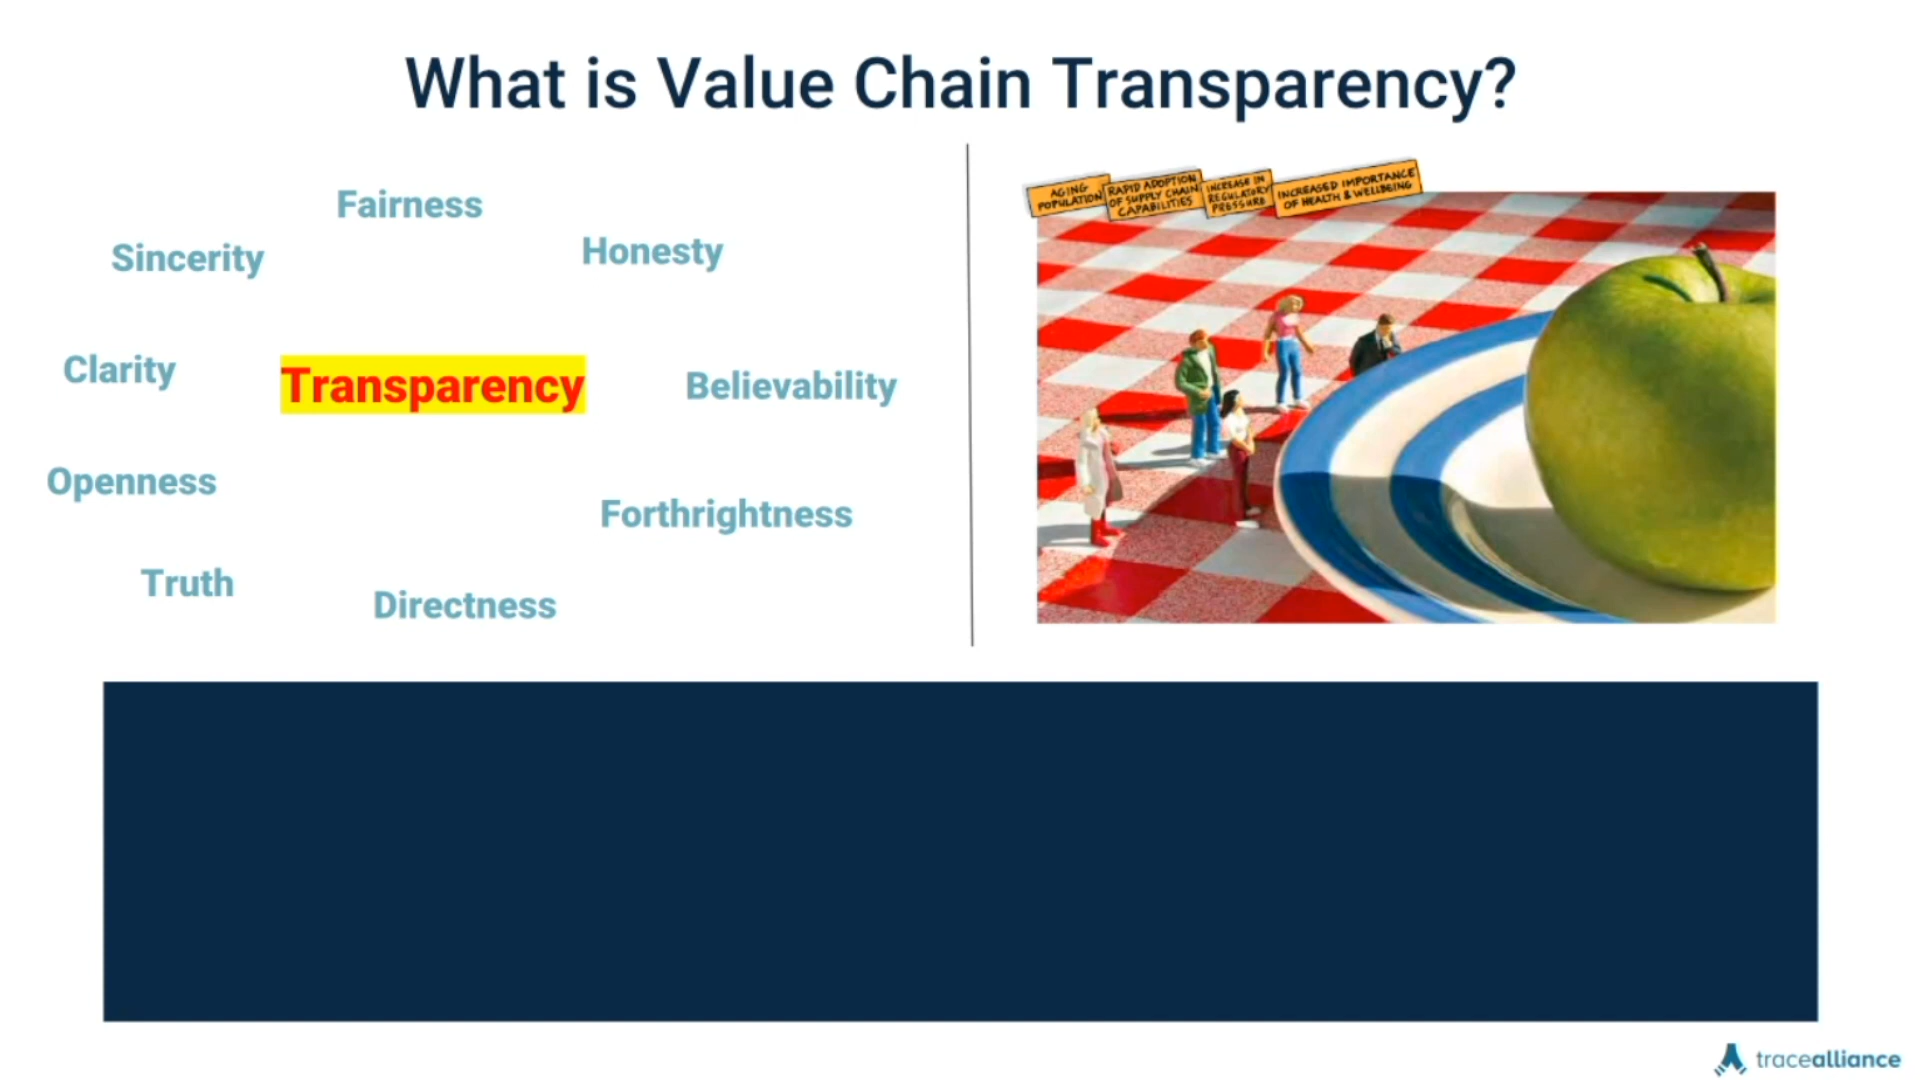 What is Value Chain Transparency?
Fairness
Sincerity
Honesty
Clarity
Transparency
Believability
Openness
Forthrightness
Truth
Directness
AGING
POPULATION
RAPID ADOPTION
OF SUPPLY CHAIN
CAPABILITIES
INCREASE IN
REGULATORY
PRESSURE
INCREASED IMPORTANCE
OF HEALTH & WELLBEING
tracealliance